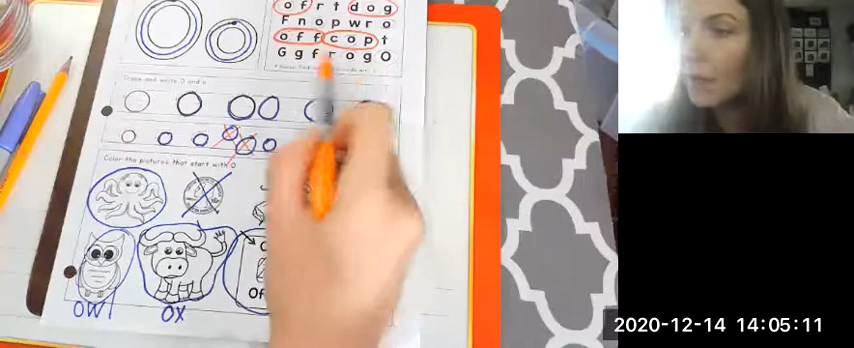 o f r t d o g
F n o p w r o
o f f c o p t
G g f r o g O
Trace and write O and o
Color the pictures that start with O
Of
owl
ox
2020-12-14 14:05:11